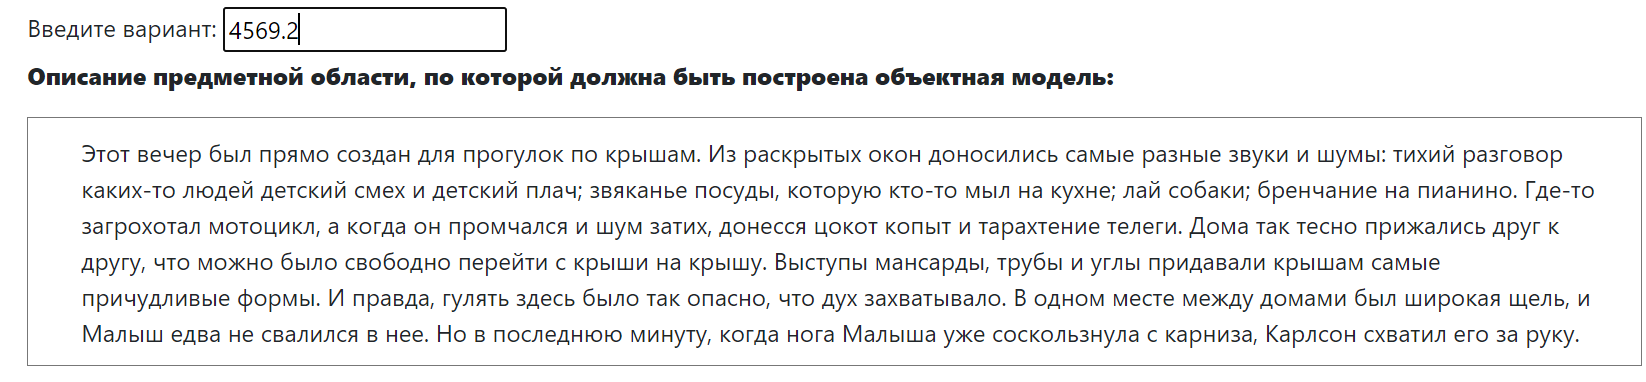 Введите вариант: 4569.2
Описание предметной области, по которой должна быть построена объектная модель:
Этот вечер был прямо создан для прогулок по крышам. Из раскрытых окон доносились самые разные звуки и шумы: тихий разговор
каких-то людей детский смех и детский плач; звяканье посуды, которую кто-то мыл на кухне; лай собаки; бренчание на пианино. Где-то
загрохотал мотоцикл, а когда он промчался и шум затих, донесся цокот копыт и тарахтение телеги. Дома так тесно прижались друг к
другу, что можно было свободно перейти с крыши на крышу. Выступы мансарды, трубы и углы придавали крышам самые
причудливые формы. И правда, гулять здесь было так опасно, что дух захватывало. В одном месте между домами был широкая щель, и
Малыш едва не свалился в нее. Но в последнюю минуту, когда нога Малыша уже соскользнула с карниза, Карлсон схватил его за руку.